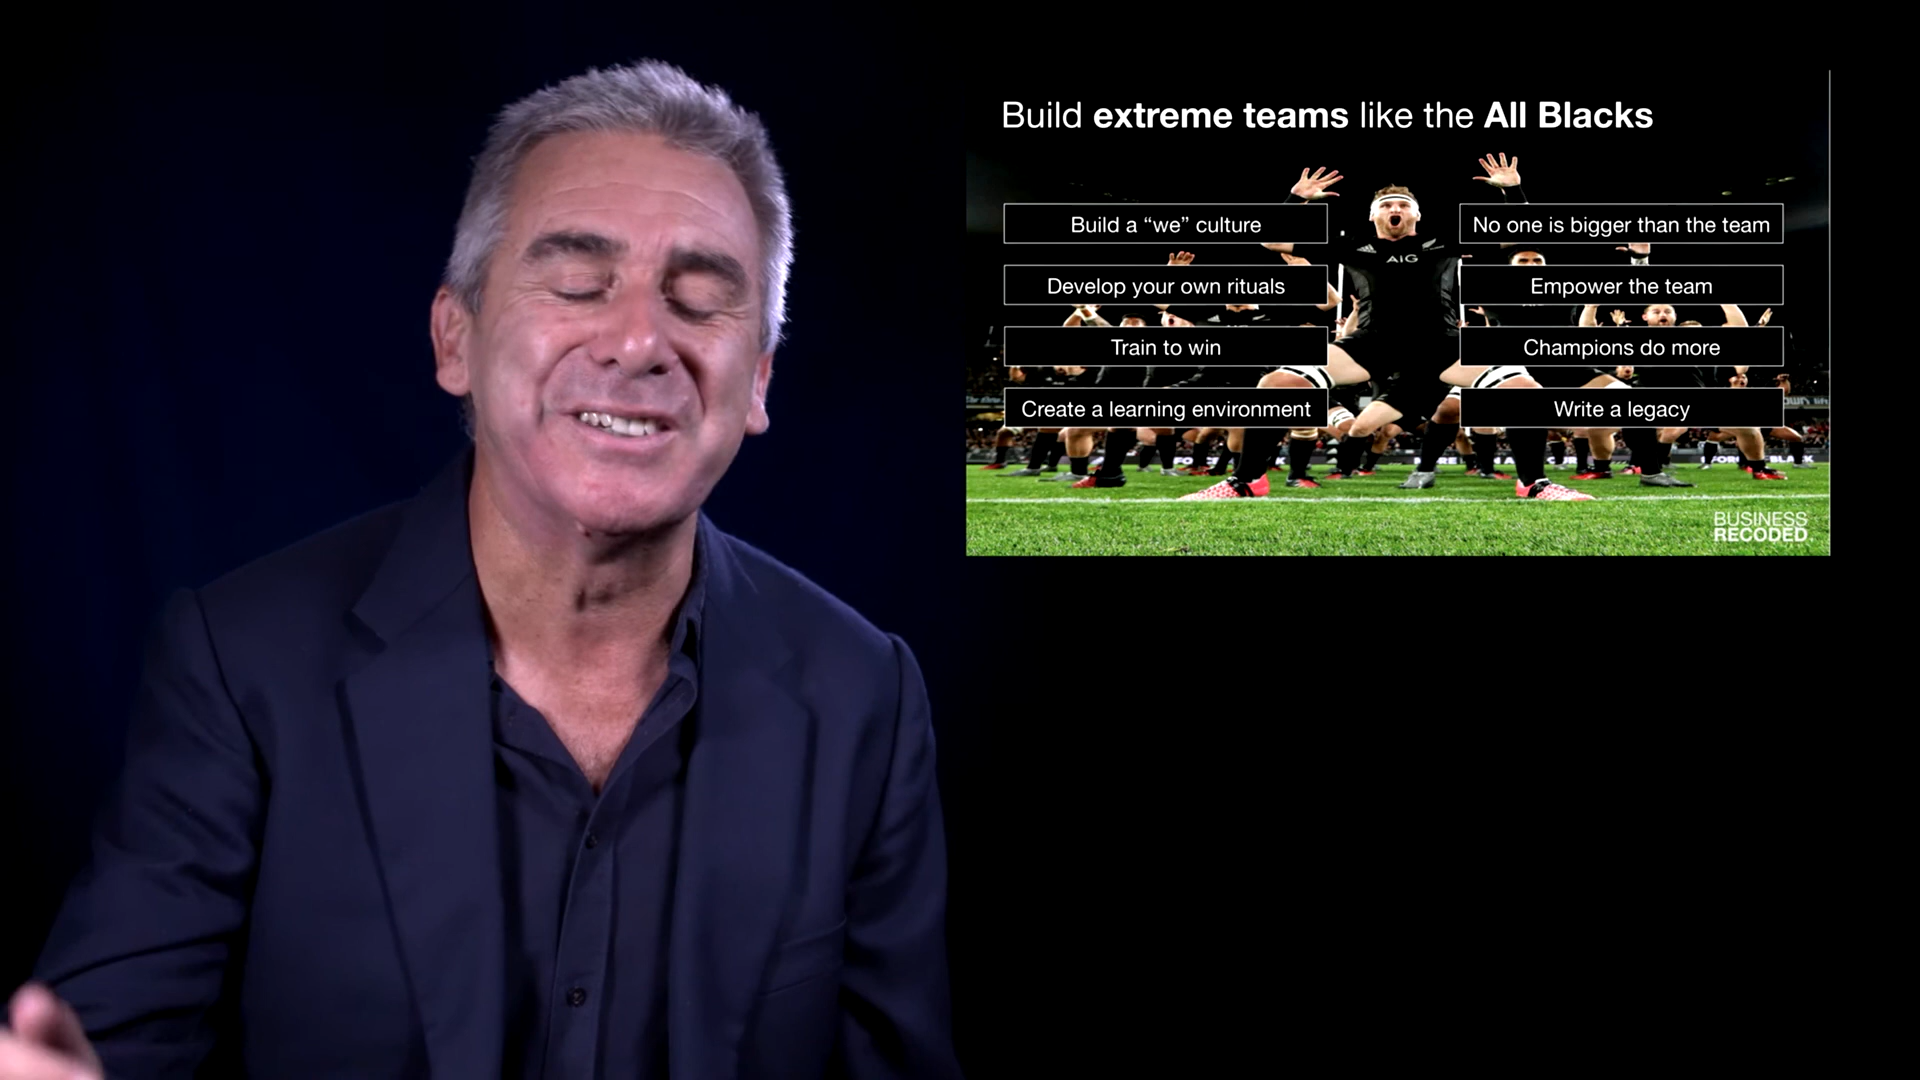 Build extreme teams like the All Blacks
Build a “we” culture
Develop your own rituals
Train to win
Create a learning environment
No one is bigger than the team
Empower the team
Champions do more
Write a legacy
AIG
BUSINESS
RECODED.